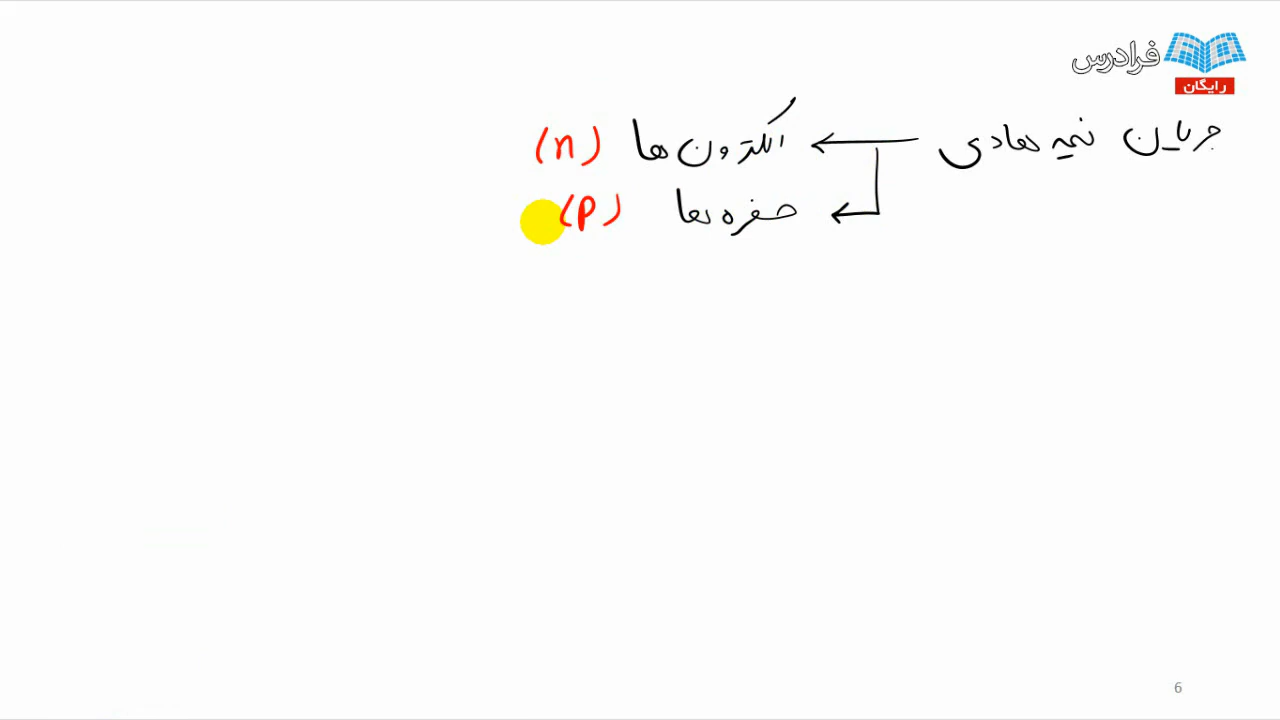 فرادرس
رایگان
جریان نیمه هادی ← الکترون ها (n)
← حفره ها (p)
6